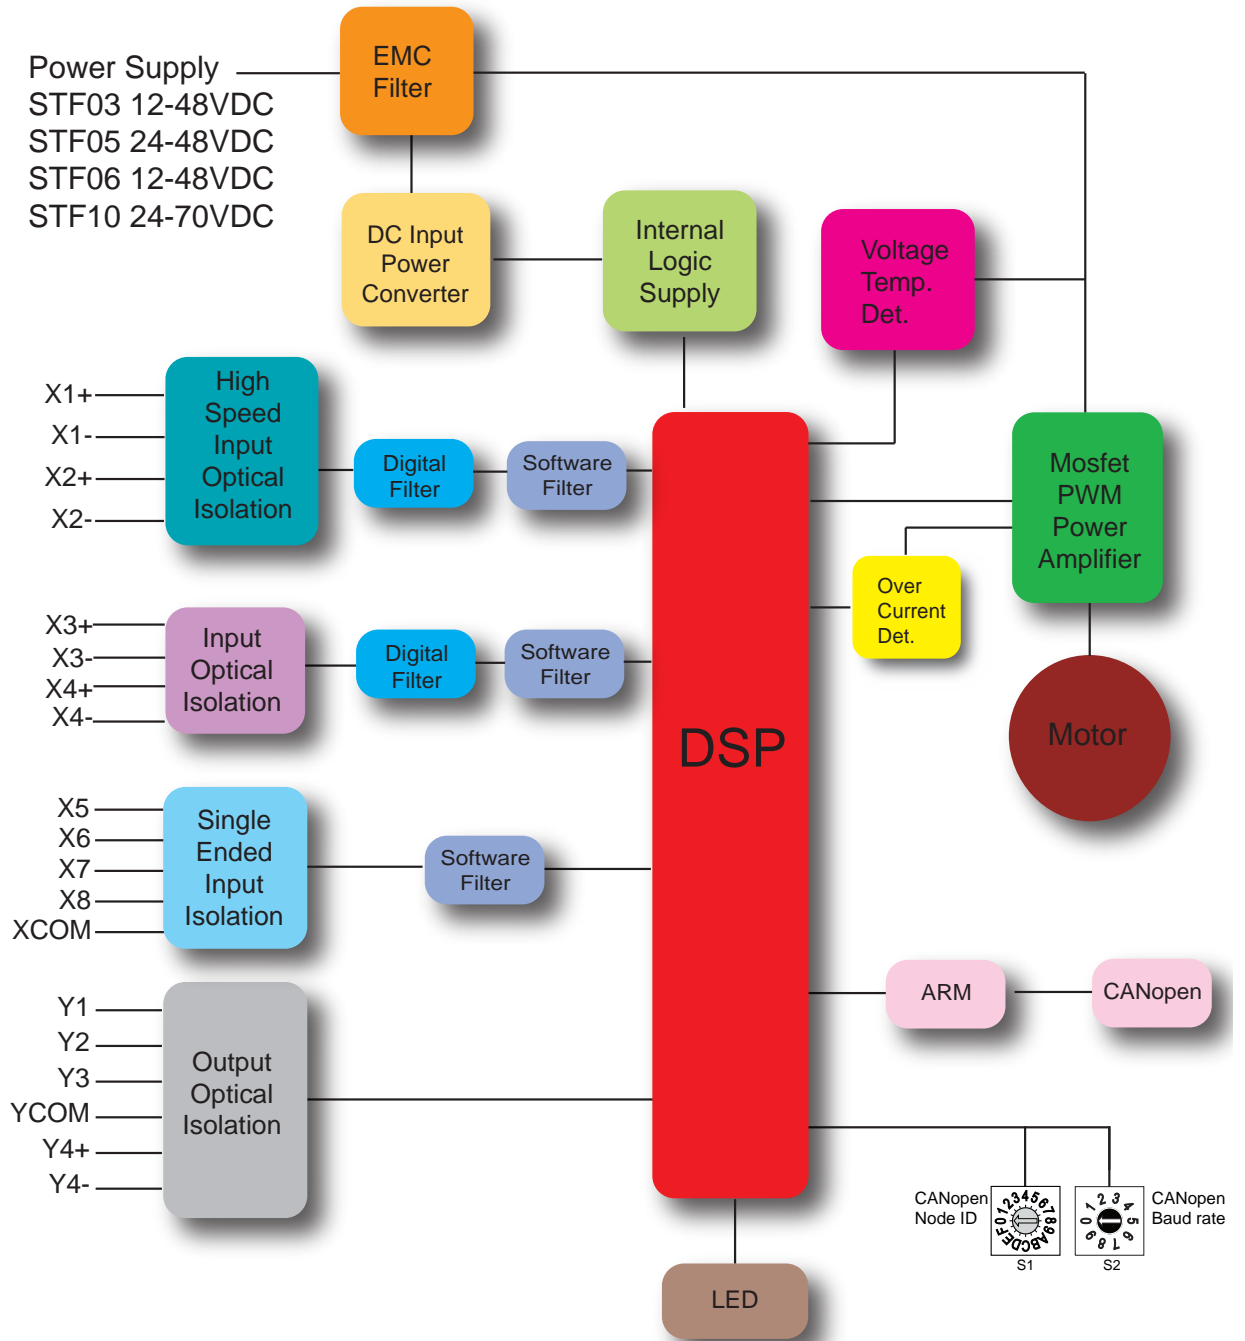 Power Supply
STF03 12-48VDC
STF05 24-48VDC
STF06 12-48VDC
STF10 24-70VDC
EMC
Filter
DC Input
Power
Converter
Internal
Logic
Supply
Voltage
Temp.
Det.
X1+
X1-
X2+
X2-
High
Speed
Input
Optical
Isolation
Digital
Filter
Software
Filter
Mosfet
PWM
Power
Amplifier
Over
Current
Det.
X3+
X3-
X4+
X4-
Input
Optical
Isolation
Digital
Filter
Software
Filter
DSP
Motor
X5
X6
X7
X8
XCOM
Single
Ended
Input
Isolation
Software
Filter
ARM
CANopen
Y1
Y2
Y3
YCOM
Y4+
Y4-
Output
Optical
Isolation
CANopen
Node ID
0123456789ABCDEF
S1
0123456789
S2
CANopen
Baud rate
LED